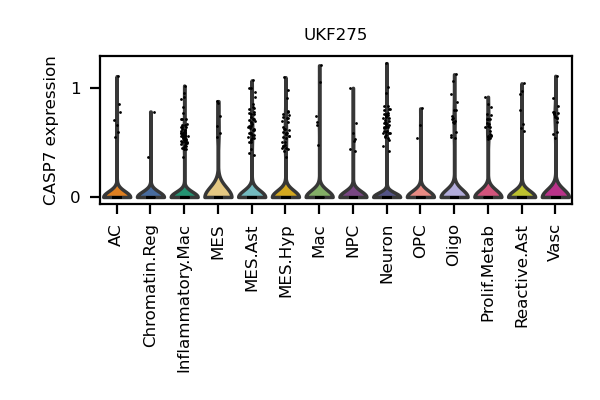 UKF275
CASP7 expression
1
0
AC
Chromatin.Reg
Inflammatory.Mac
MES
MES.Ast
MES.Hyp
Mac
NPC
Neuron
OPC
Oligo
Prolif.Metab
Reactive.Ast
Vasc